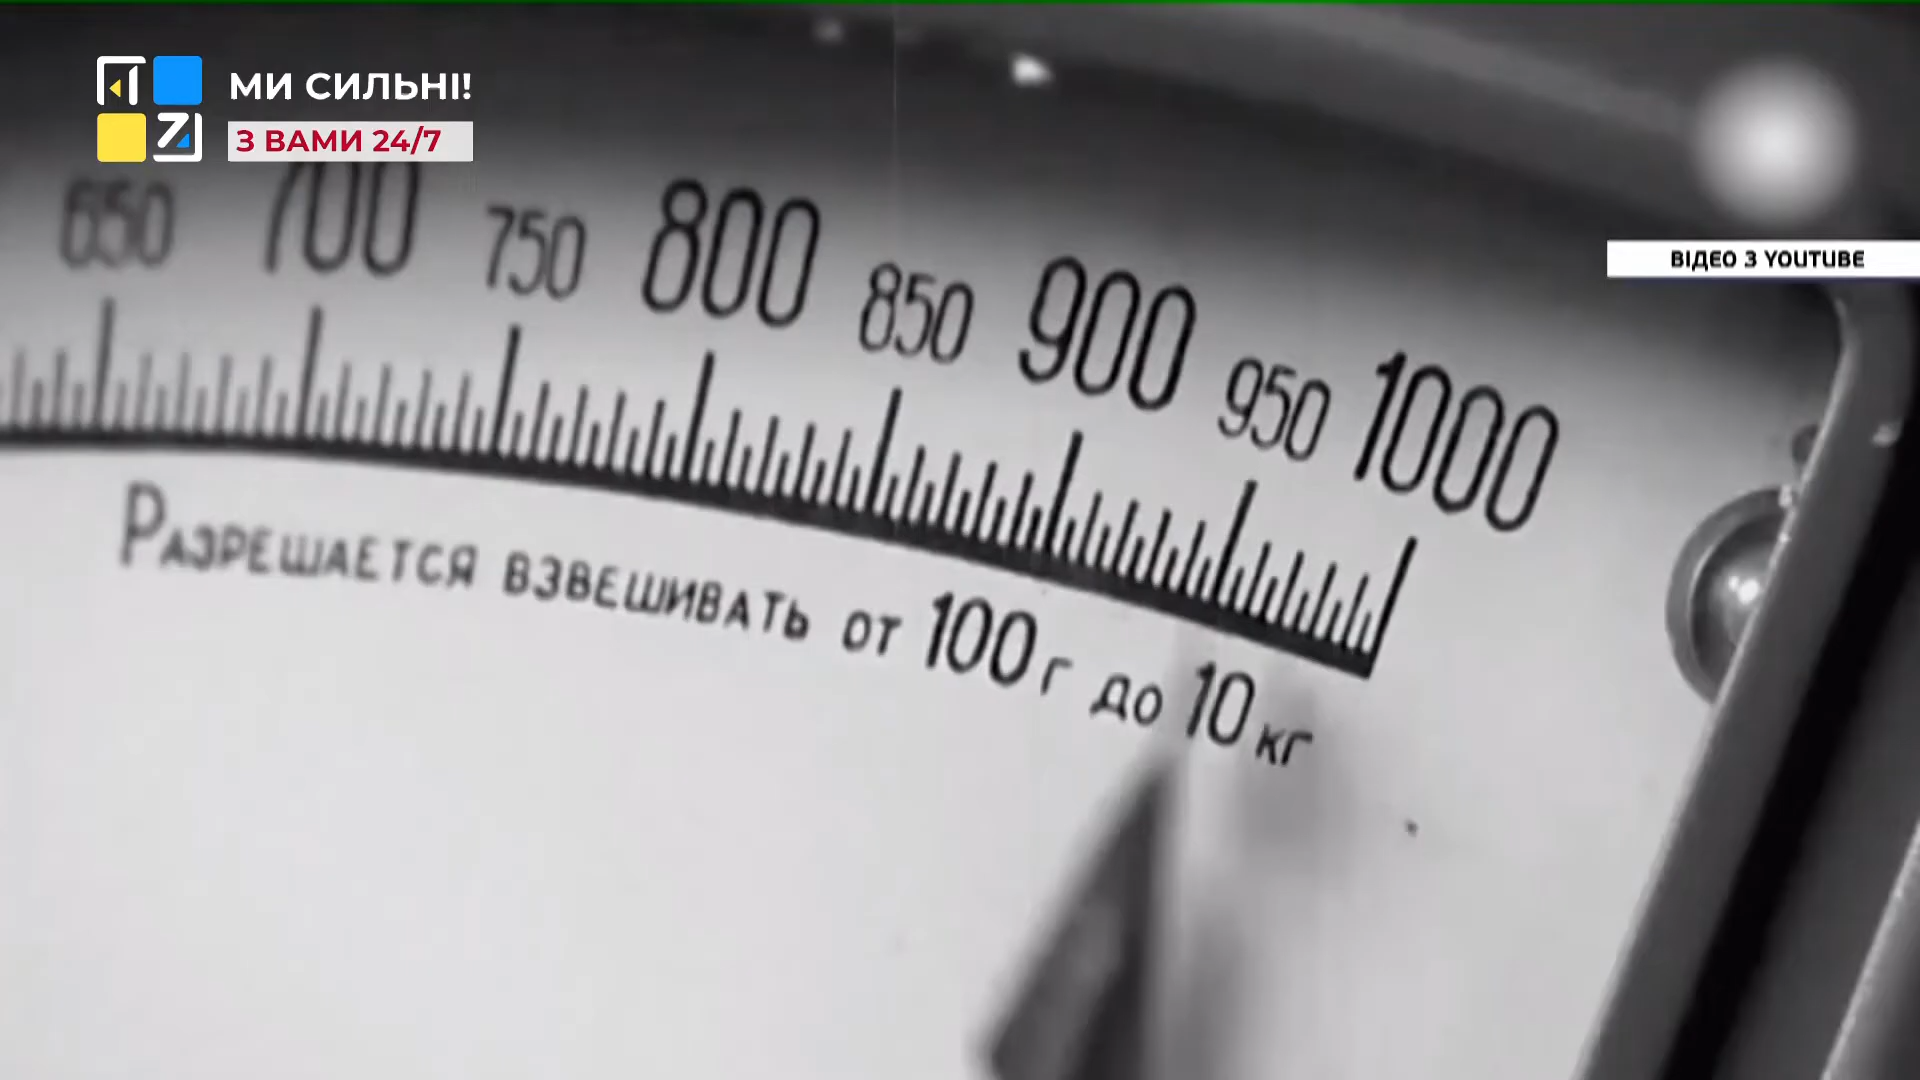 МИ СИЛЬНІ!
З ВАМИ 24/7
ВІДЕО З YOUTUBE
650 700 750 800 850 900 950 1000
РАЗРЕШАЕТСЯ ВЗВЕШИВАТЬ ОТ 100 г ДО 10 кг